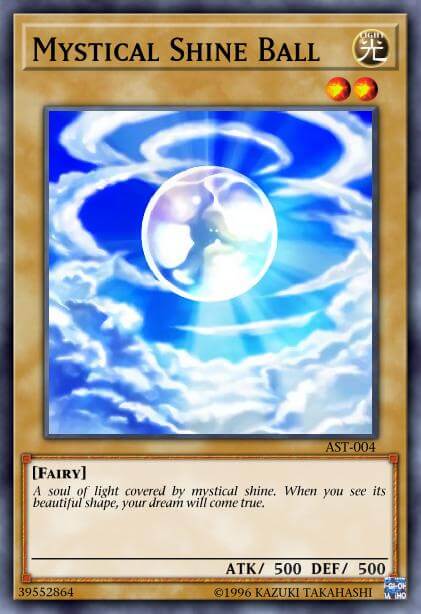 Mystical Shine Ball
LIGHT
光
AST-004
[Fairy]
A soul of light covered by mystical shine. When you see its
beautiful shape, your dream will come true.
ATK/ 500 DEF/ 500
39552864
©1996 KAZUKI TAKAHASHI